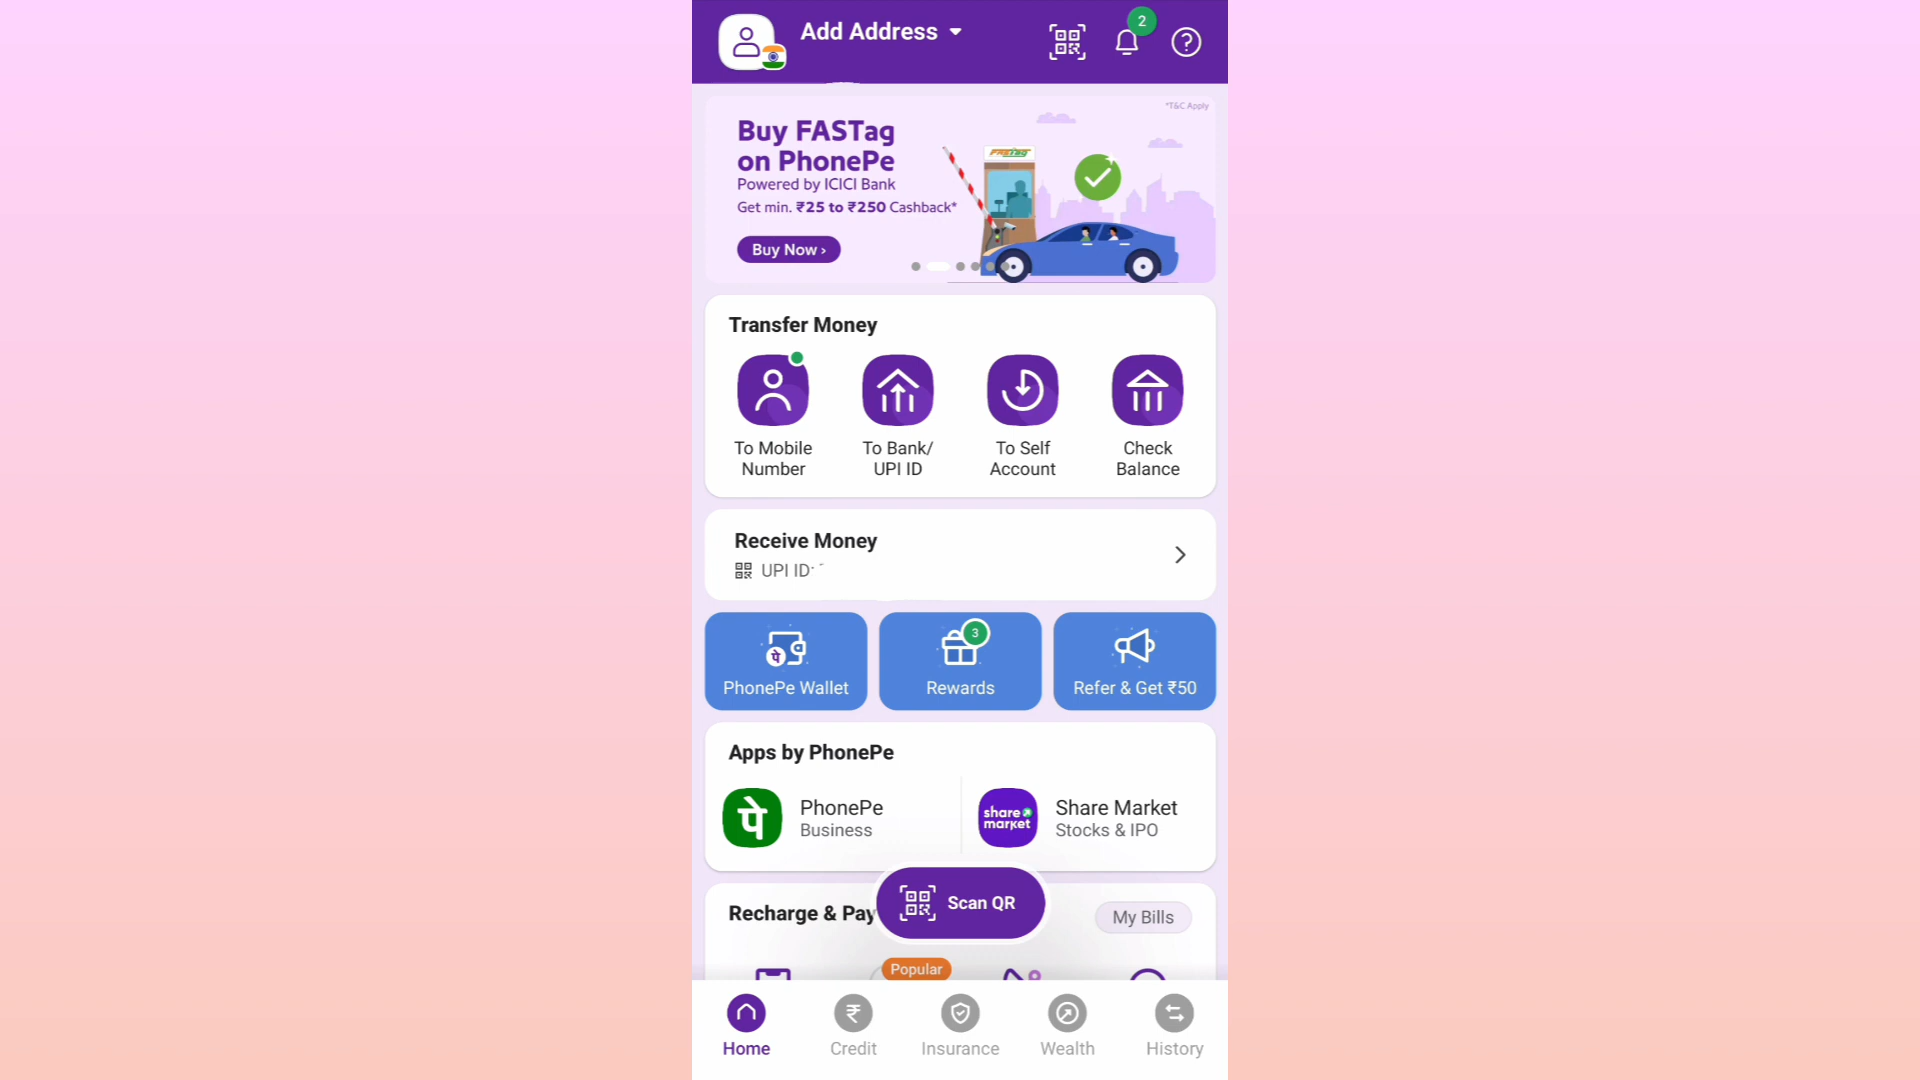 Add Address
2
*T&C Apply
Buy FASTag
on PhonePe
Powered by ICICI Bank
Get min. ₹25 to ₹250 Cashback*
Buy Now ›
FASTag
Transfer Money
To Mobile
Number
To Bank/
UPI ID
To Self
Account
Check
Balance
Receive Money
UPI ID
पे
PhonePe Wallet
3
Rewards
Refer & Get ₹50
Apps by PhonePe
पे
PhonePe
Business
share
market
Share Market
Stocks & IPO
Recharge & Pay
Scan QR
My Bills
Popular
Home
Credit
Insurance
Wealth
History